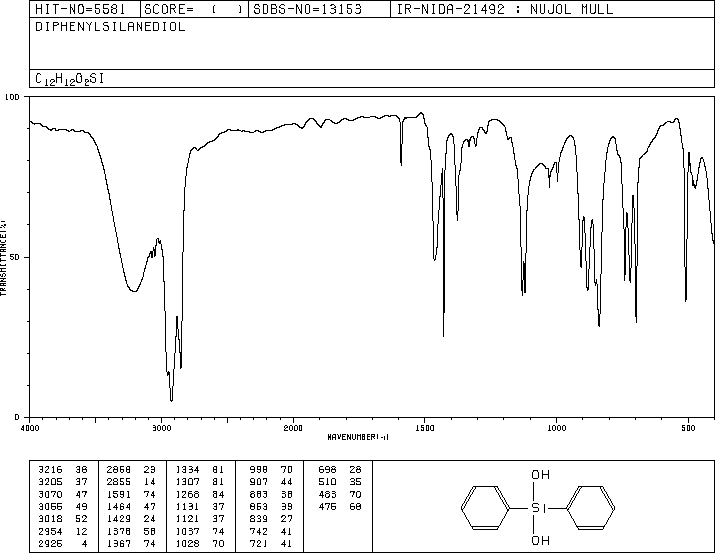 HIT-NO=5581 SCORE= ( ) SDBS-NO=13153 IR-NIDA-21492 : NUJOL MULL
DIPHENYLSILANEDIOL
C12H12O2SI
100
50
0
TRANSMITTANCE(%)
4000 3000 2000 1500 1000 500
WAVENUMBER(-1)
3216 38 2868 23 1334 81 998 70 698 28
3205 37 2855 14 1307 81 907 44 510 35
3070 47 1591 74 1268 84 883 38 483 70
3055 49 1464 47 1131 37 853 39 475 68
3018 52 1429 24 1121 37 839 27
2954 12 1378 58 1037 74 742 41
2925 4 1367 74 1028 70 721 41
OH
SI
OH